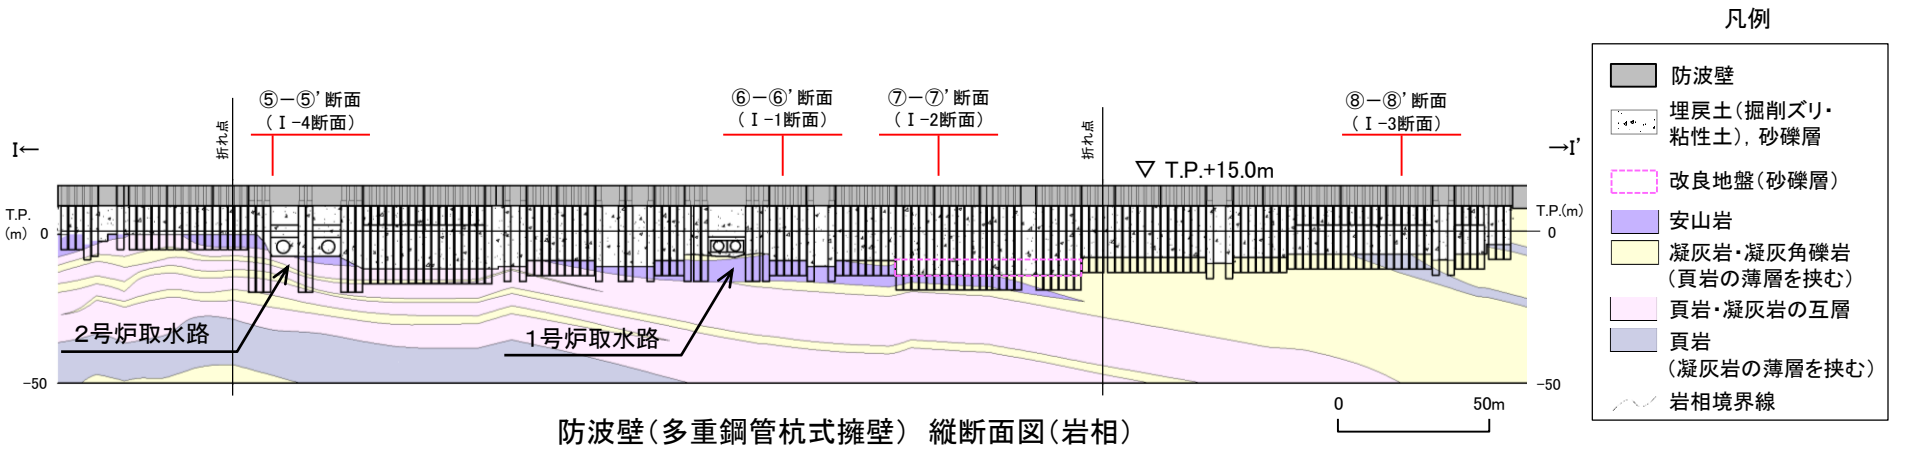 凡例
防波壁
埋戻土(掘削ズリ・
粘性土), 砂礫層
改良地盤(砂礫層)
安山岩
凝灰岩・凝灰角礫岩
(頁岩の薄層を挟む)
頁岩・凝灰岩の互層
頁岩
(凝灰岩の薄層を挟む)
岩相境界線
⑤-⑤'断面
(Ⅰ-4断面)
⑥-⑥'断面
(Ⅰ-1断面)
⑦-⑦'断面
(Ⅰ-2断面)
⑧-⑧'断面
(Ⅰ-3断面)
折れ点
折れ点
I←
→I'
▽ T.P.+15.0m
T.P.
(m)
0
-50
T.P.(m)
0
-50
2号炉取水路
1号炉取水路
0 50m
防波壁(多重鋼管杭式擁壁) 縦断面図(岩相)